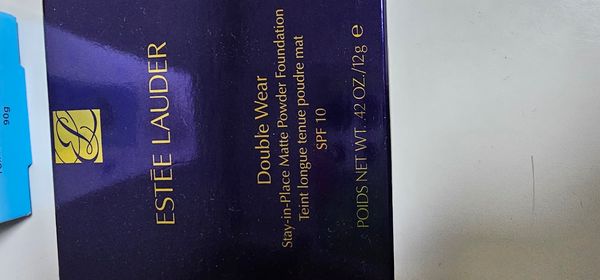 ESTĒE LAUDER
Double Wear
Stay-in-Place Matte Powder Foundation
Teint longue tenue poudre mat
SPF 10
POIDS NET WT. .42 OZ./12g e
90g